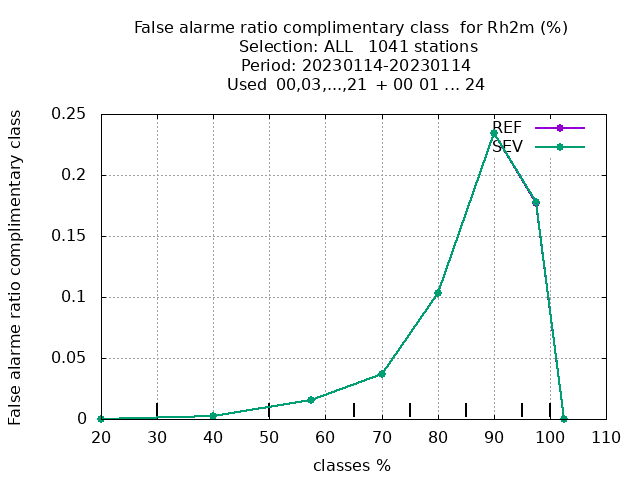 False alarme ratio complimentary class  for Rh2m (%)
Selection: ALL   1041 stations
Period: 20230114-20230114
Used  00,03,...,21  + 00 01 ... 24
False alarme ratio complimentary class
0.25
0.2
0.15
0.1
0.05
0
REF
SEV
20 30 40 50 60 70 80 90 100 110
classes %